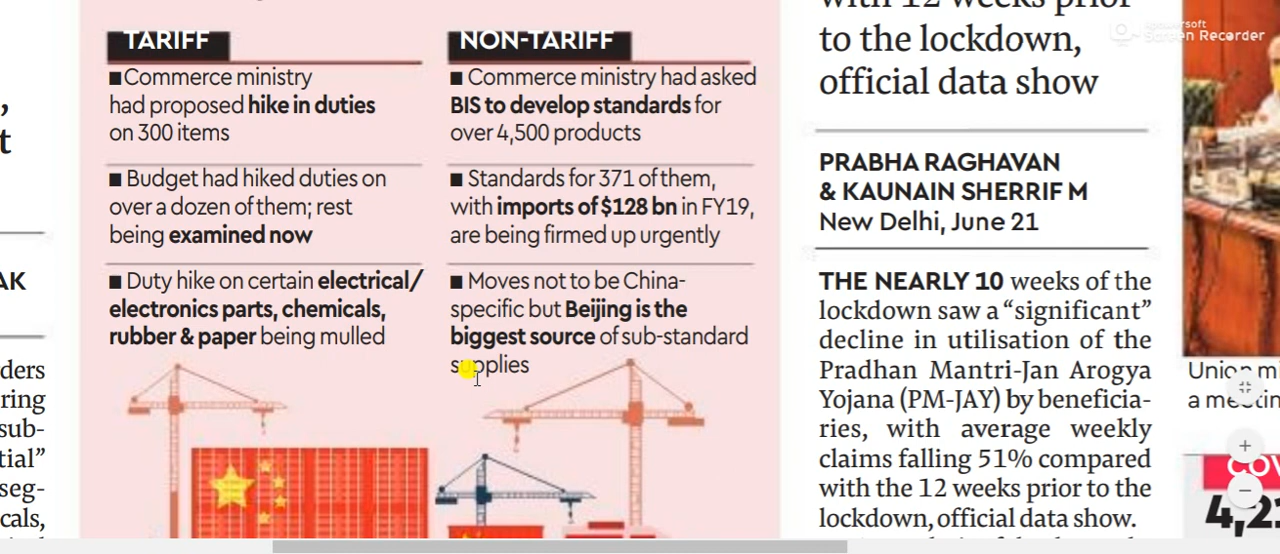 TARIFF
■Commerce ministry
had proposed hike in duties
on 300 items
■ Budget had hiked duties on
over a dozen of them; rest
being examined now
■ Duty hike on certain electrical/
electronics parts, chemicals,
rubber & paper being mulled
NON-TARIFF
■ Commerce ministry had asked
BIS to develop standards for
over 4,500 products
■ Standards for 371 of them,
with imports of $128 bn in FY19,
are being firmed up urgently
■ Moves not to be China-
specific but Beijing is the
biggest source of sub-standard
supplies
with 12 weeks prior
to the lockdown,
official data show
PRABHA RAGHAVAN
& KAUNAIN SHERRIF M
New Delhi, June 21
THE NEARLY 10 weeks of the
lockdown saw a “significant”
decline in utilisation of the
Pradhan Mantri-Jan Arogya
Yojana (PM-JAY) by beneficia-
ries, with average weekly
claims falling 51% compared
with the 12 weeks prior to the
lockdown, official data show.
Screen Recorder